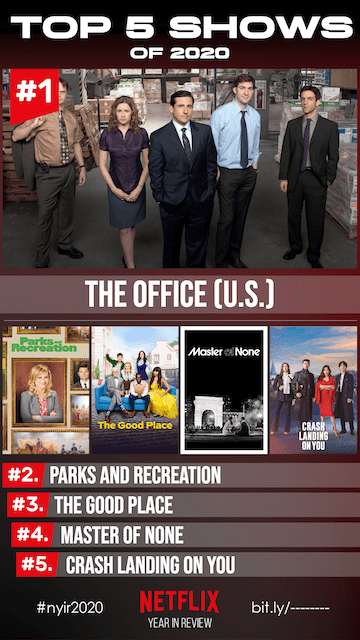 TOP 5 SHOWS
OF 2020
#1
THE OFFICE (U.S.)
Parks and
Recreation
The Good Place
Master of None
CRASH
LANDING
ON YOU
#2. PARKS AND RECREATION
#3. THE GOOD PLACE
#4. MASTER OF NONE
#5. CRASH LANDING ON YOU
#nyir2020
NETFLIX
YEAR IN REVIEW
bit.ly/--------